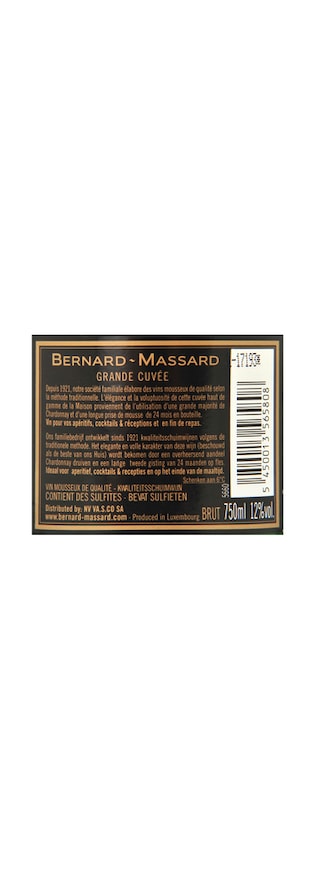 BERNARD~MASSARD
GRANDE CUVÉE
Depuis 1921, notre société familiale élabore des vins mousseux de qualité selon
la méthode traditionnelle. L'élégance et la voluptuosité de cette cuvée haut de
gamme de la Maison proviennent de l'utilisation d'une grande majorité de
Chardonnay et d'une longue prise de mousse de 24 mois en bouteille.
Vin pour vos apéritifs, cocktails & réceptions et en fin de repas.
Ons familiebedrijf ontwikkelt sinds 1921 kwaliteitsschuimwijnen volgens de
traditionele methode. Het elegante en volle karakter van deze wijn (beschouwd
als de beste van ons Huis) wordt bekomen door een overheersend aandeel
Chardonnay druiven en een lange tweede gisting van 24 maanden op fles.
Ideaal voor aperitief, cocktails & recepties en op het einde van de maaltijd.
Schenken aan 6°C
VIN MOUSSEUX DE QUALITÉ - KWALITEITSSCHUIMWIJN
CONTIENT DES SULFITES - BEVAT SULFIETEN
Distributed by: NV VA.S.CO SA
www.bernard-massard.com - Produced in Luxembourg
BRUT 750ml 12%vol.
5660
5 450013 565808